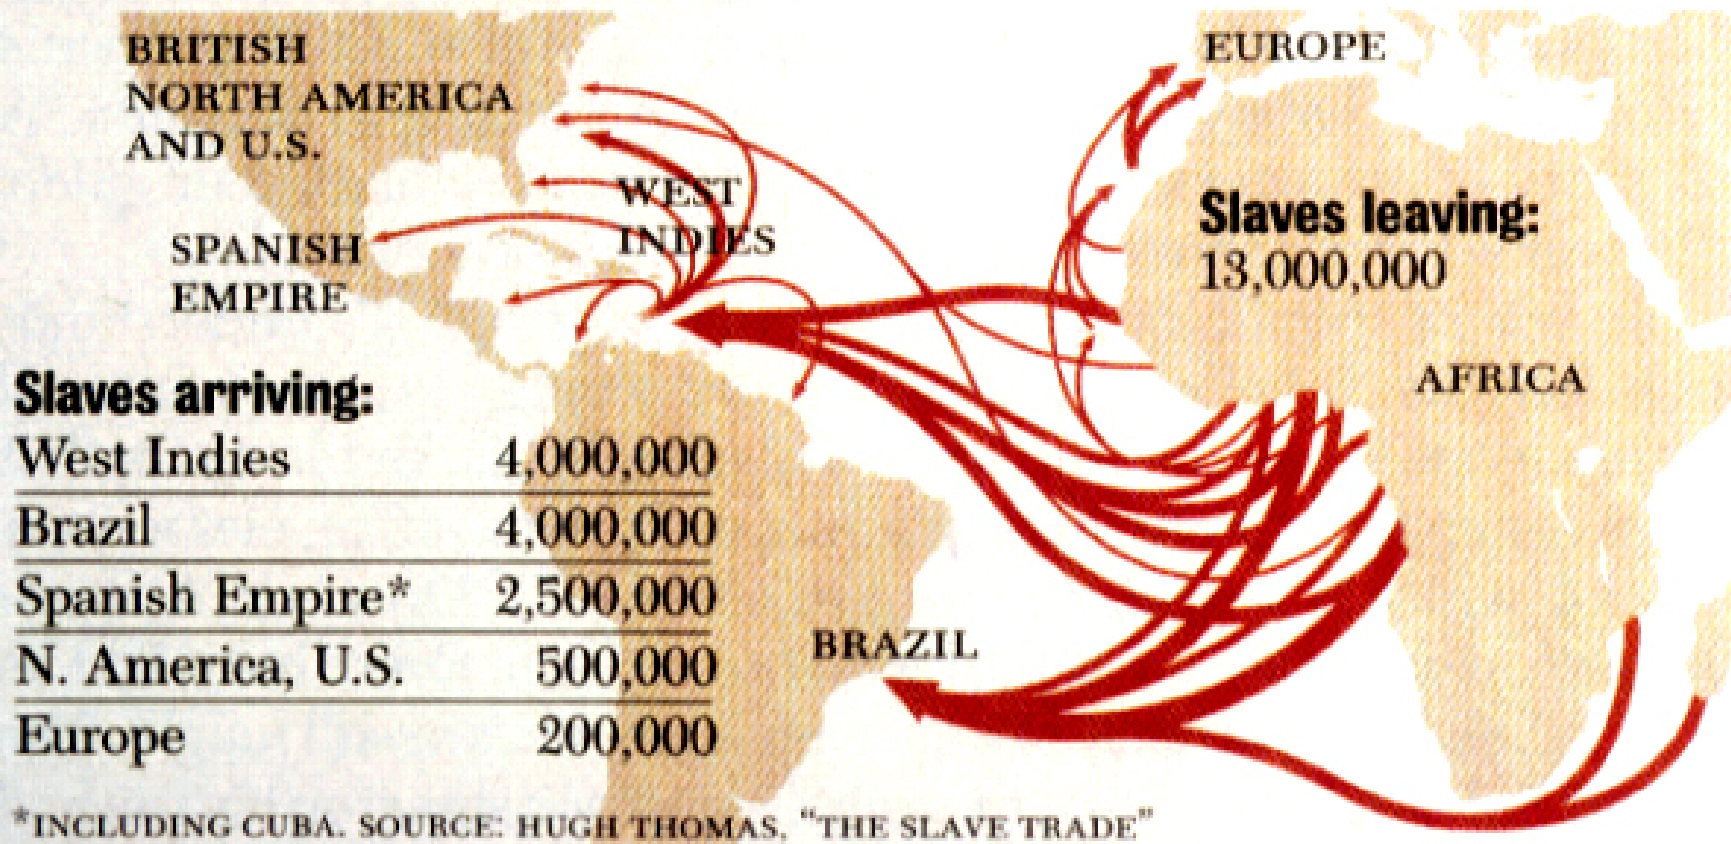 BRITISH
NORTH AMERICA
AND U.S.
EUROPE
WEST
INDIES
Slaves leaving:
13,000,000
SPANISH
EMPIRE
AFRICA
Slaves arriving:
West Indies 4,000,000
Brazil 4,000,000
Spanish Empire* 2,500,000
N. America, U.S. 500,000
Europe 200,000
BRAZIL
*INCLUDING CUBA. SOURCE: HUGH THOMAS, "THE SLAVE TRADE"